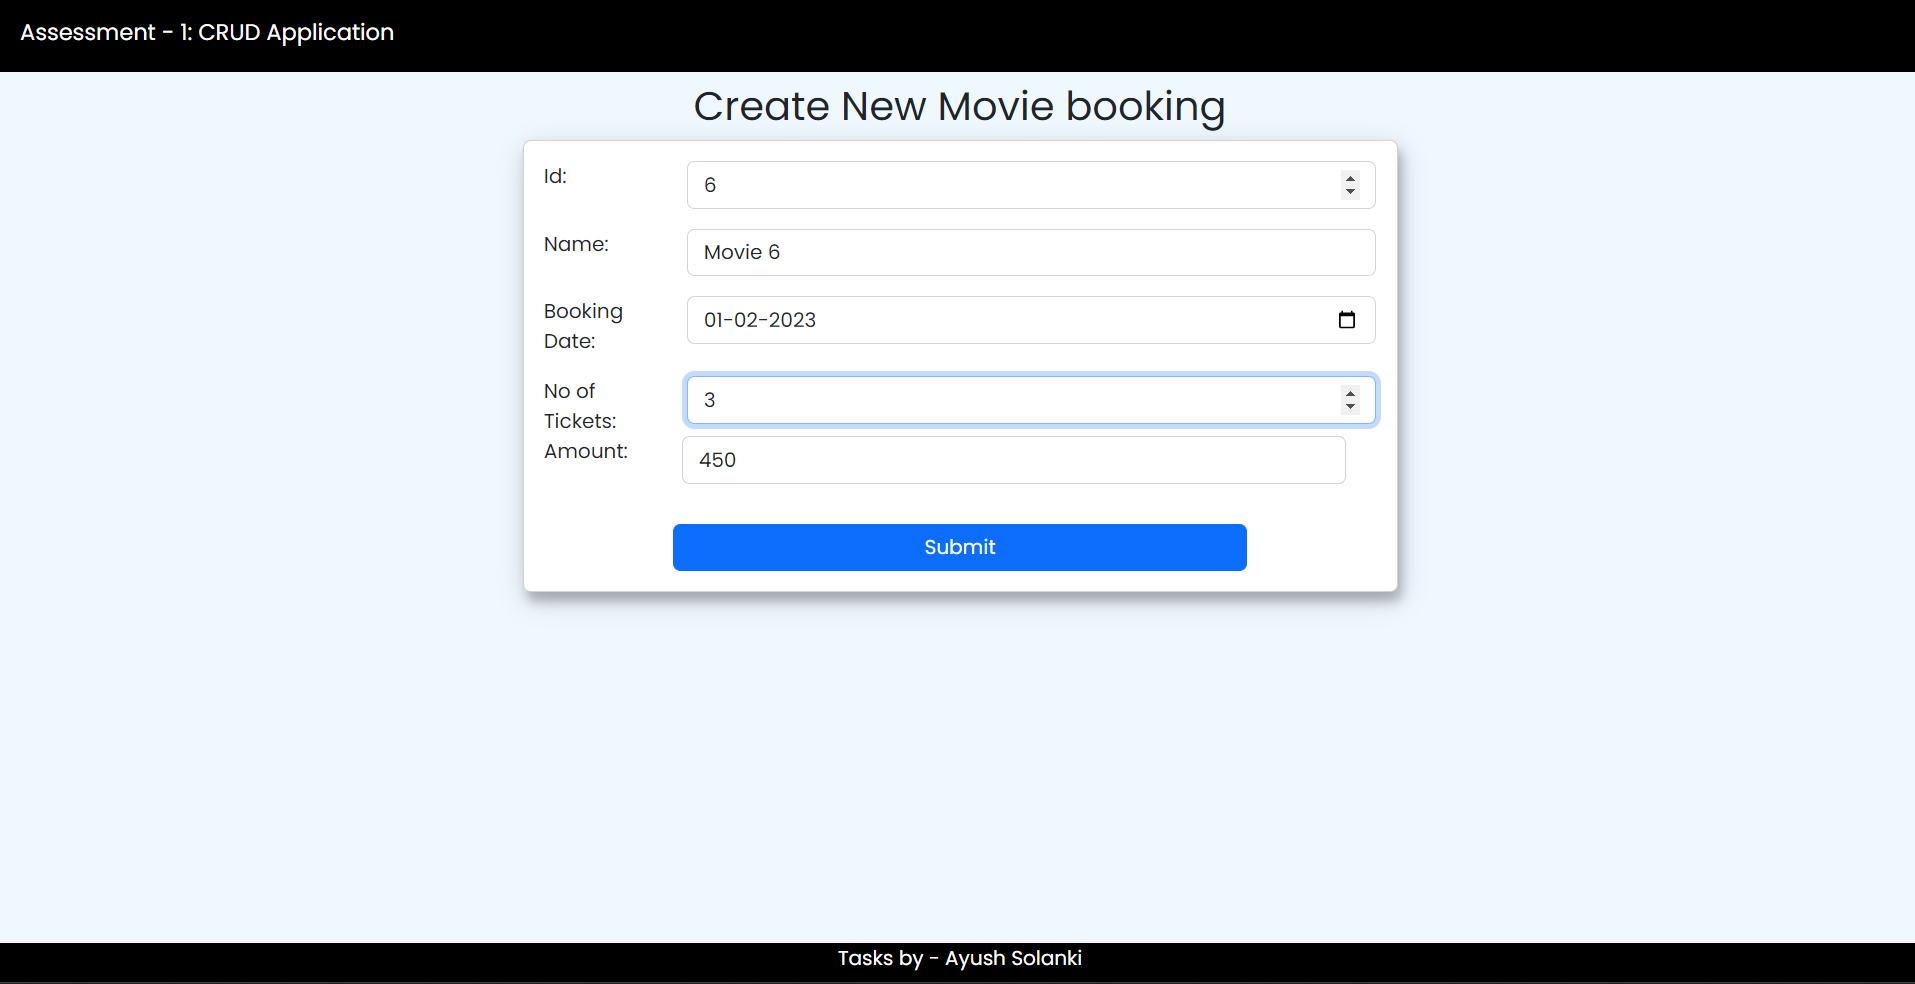 Assessment - 1: CRUD Application
Create New Movie booking
Id:
6
Name:
Movie 6
Booking
Date:
01-02-2023
No of
Tickets:
3
Amount:
450
Submit
Tasks by - Ayush Solanki